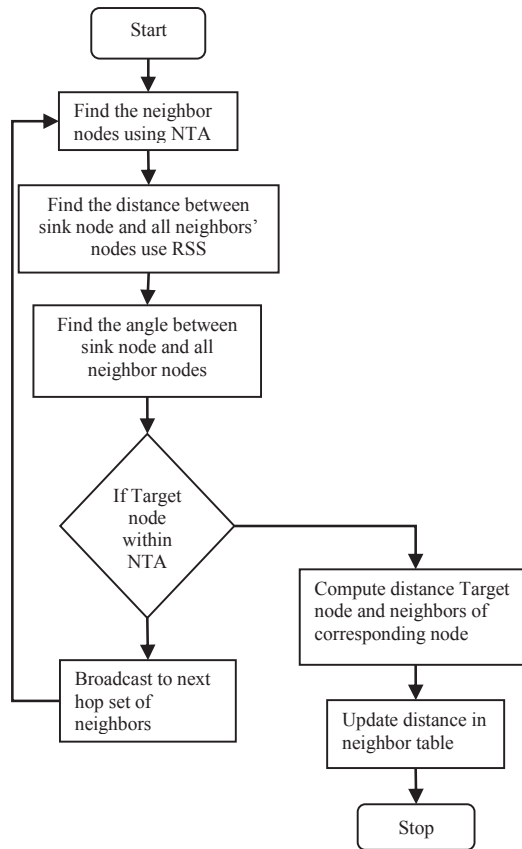 Start
Find the neighbor
nodes using NTA
Find the distance between
sink node and all neighbors’
nodes use RSS
Find the angle between
sink node and all
neighbor nodes
If Target
node
within
NTA
Compute distance Target
node and neighbors of
corresponding node
Broadcast to next
hop set of
neighbors
Update distance in
neighbor table
Stop